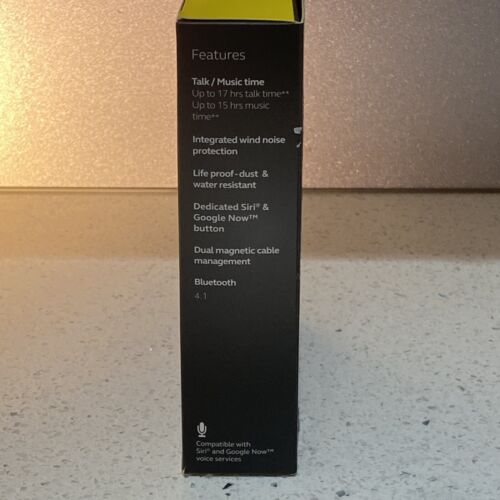 Features
Talk / Music time
Up to 17 hrs talk time**
Up to 15 hrs music
time**
Integrated wind noise
protection
Life proof - dust &
water resistant
Dedicated Siri® &
Google Now™
button
Dual magnetic cable
management
Bluetooth
4.1
Compatible with
Siri® and Google Now™
voice services